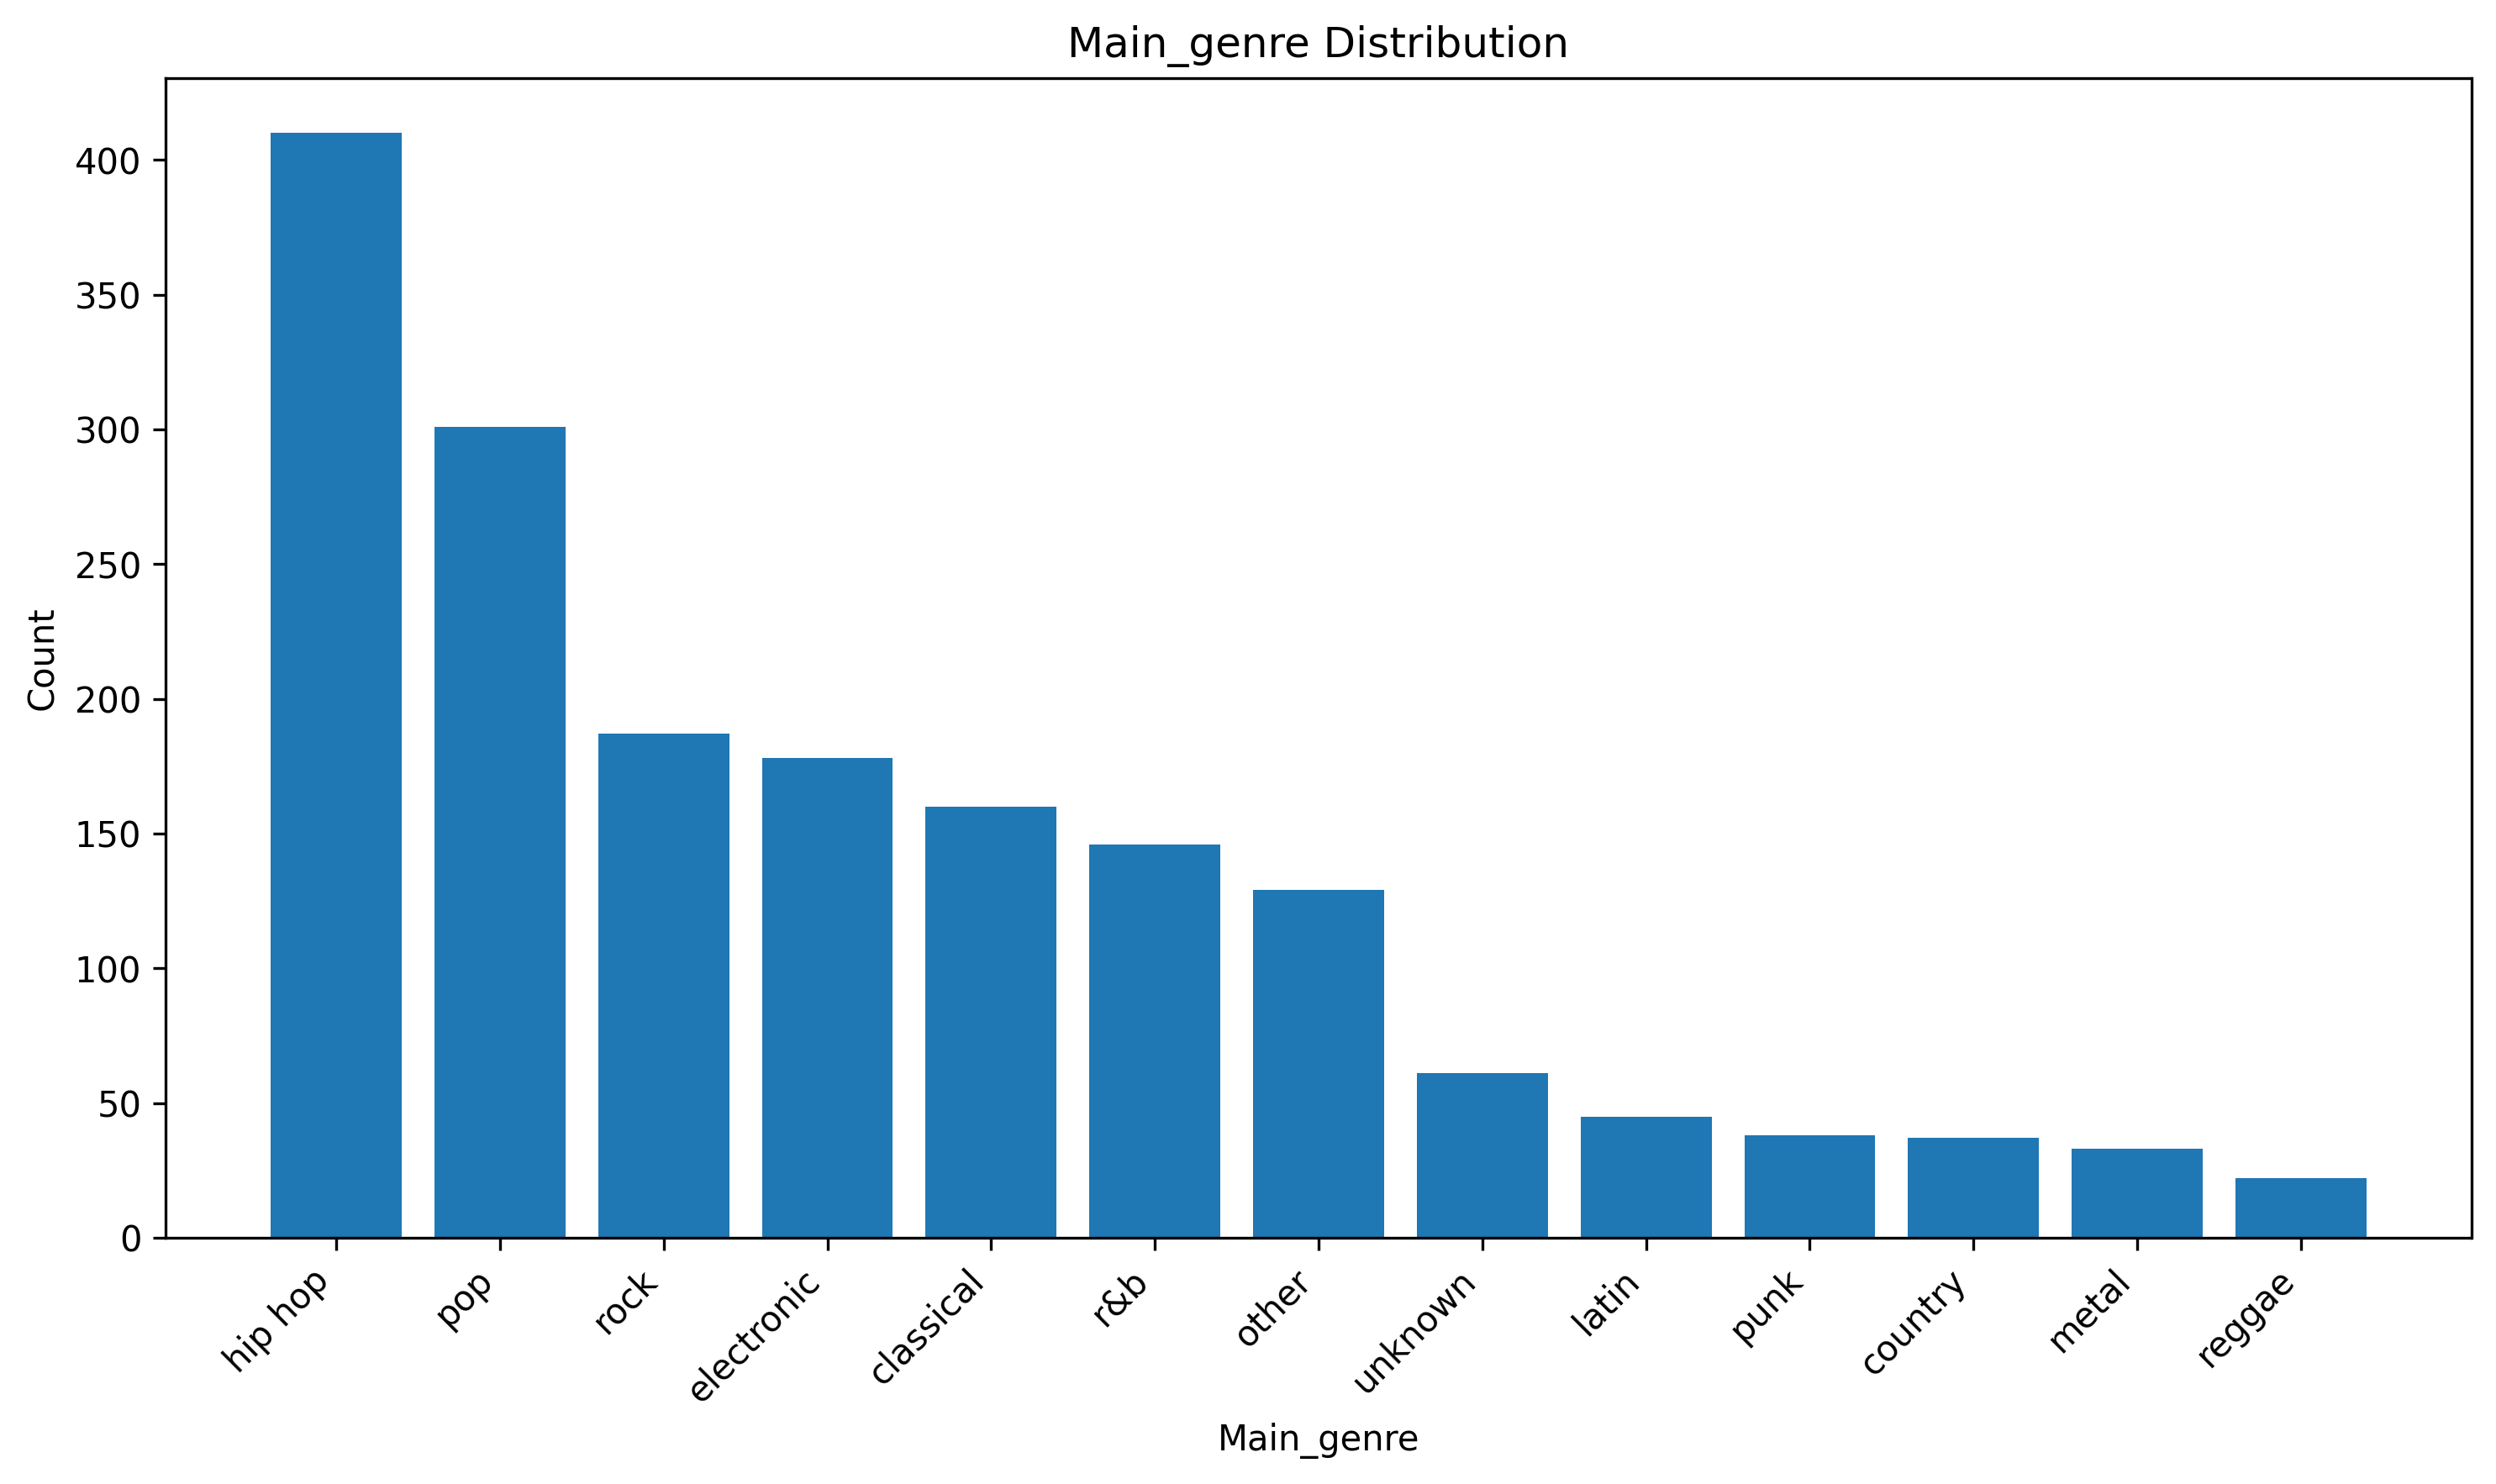 Main_genre Distribution
Count
400
350
300
250
200
150
100
50
0
hip hop
pop
rock
electronic
classical
r&b
other
unknown
latin
punk
country
metal
reggae
Main_genre